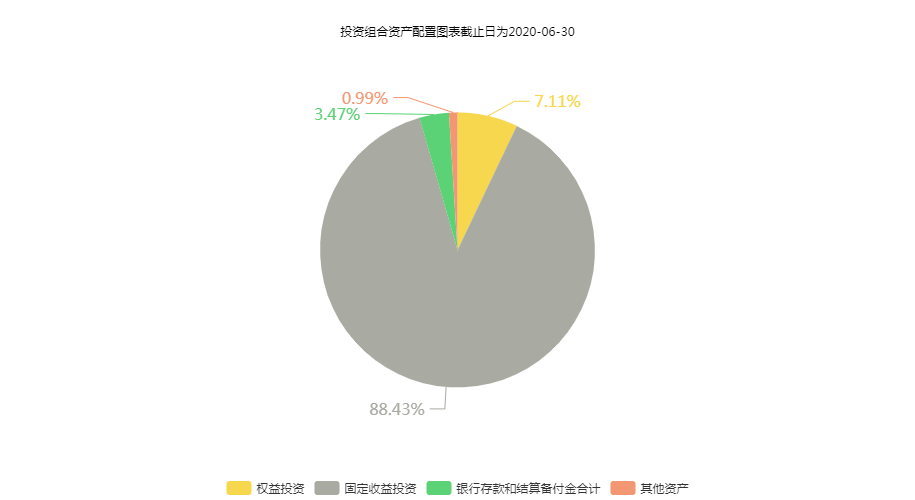 投资组合资产配置图表截止日为2020-06-30
0.99%
7.11%
3.47%
88.43%
权益投资 固定收益投资 银行存款和结算备付金合计 其他资产